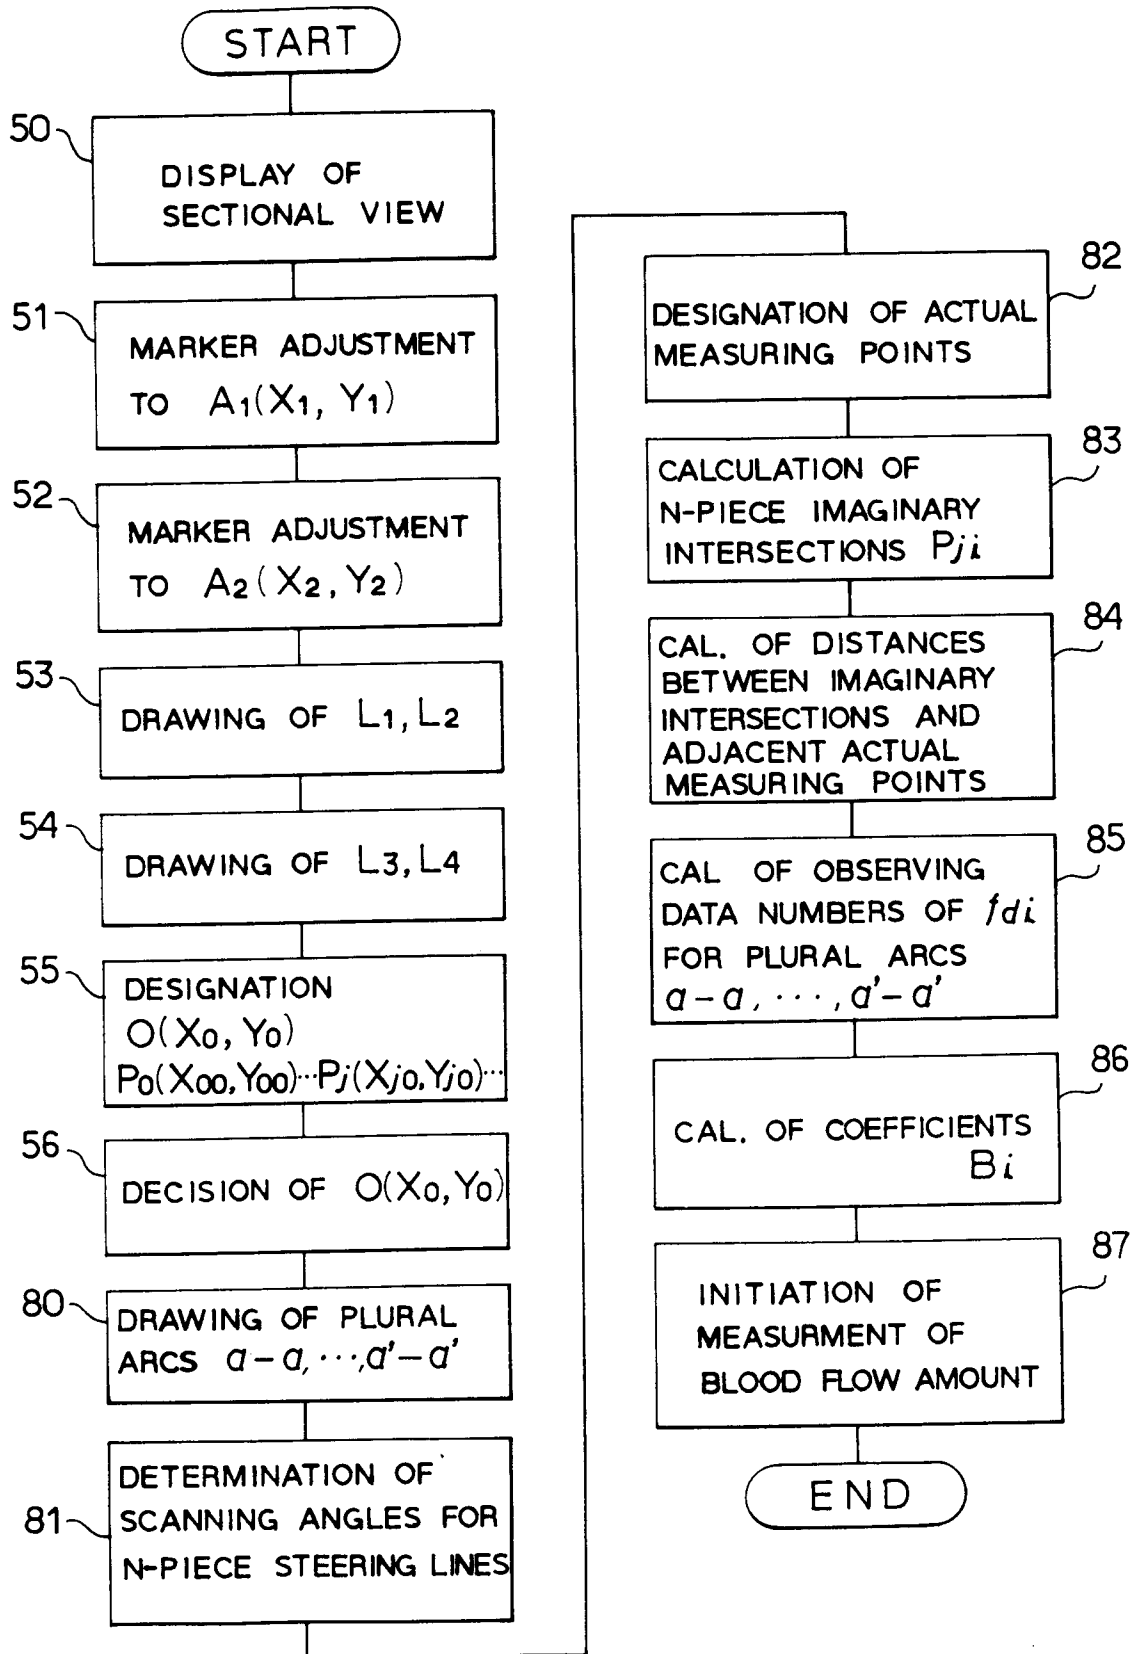 START
50
DISPLAY OF
SECTIONAL VIEW
51
MARKER ADJUSTMENT
TO A1(X1, Y1)
52
MARKER ADJUSTMENT
TO A2(X2, Y2)
53
DRAWING OF L1, L2
54
DRAWING OF L3, L4
55
DESIGNATION
O(X0, Y0)
P0(X00, Y00)···Pj(Xj0, Yj0)···
56
DECISION OF O(X0, Y0)
80
DRAWING OF PLURAL
ARCS a-a, ···, a'-a'
81
DETERMINATION OF
SCANNING ANGLES FOR
N-PIECE STEERING LINES
82
DESIGNATION OF ACTUAL
MEASURING POINTS
83
CALCULATION OF
N-PIECE IMAGINARY
INTERSECTIONS Pji
84
CAL. OF DISTANCES
BETWEEN IMAGINARY
INTERSECTIONS AND
ADJACENT ACTUAL
MEASURING POINTS
85
CAL OF OBSERVING
DATA NUMBERS OF fdi
FOR PLURAL ARCS
a-a, ···, a'-a'
86
CAL. OF COEFFICIENTS
Bi
87
INITIATION OF
MEASURMENT OF
BLOOD FLOW AMOUNT
END